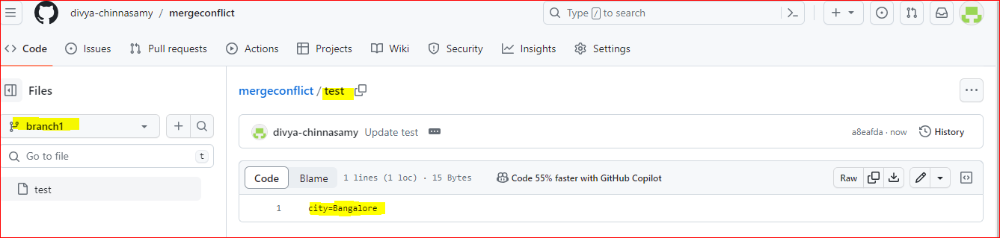 divya-chinnasamy / mergeconflict
Type / to search
Code Issues Pull requests Actions Projects Wiki Security Insights Settings
Files
mergeconflict / test
branch1
divya-chinnasamy Update test
a8eafda · now History
Go to file t
Code Blame 1 lines (1 loc) · 15 Bytes Code 55% faster with GitHub Copilot Raw
test
1 city=Bangalore